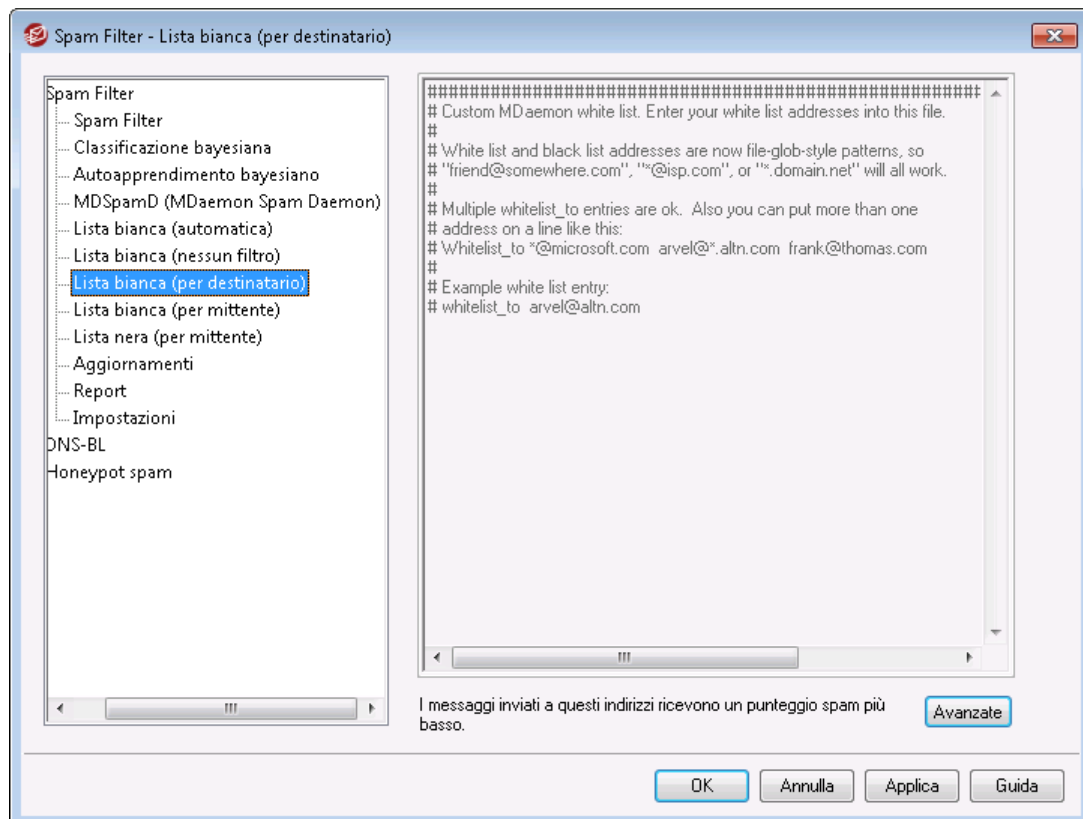 Spam Filter - Lista bianca (per destinatario)
Spam Filter
Spam Filter
Classificazione bayesiana
Autoapprendimento bayesiano
MDSpamD (MDaemon Spam Daemon)
Lista bianca (automatica)
Lista bianca (nessun filtro)
Lista bianca (per destinatario)
Lista bianca (per mittente)
Lista nera (per mittente)
Aggiornamenti
Report
Impostazioni
DNS-BL
Honeypot spam
##############################################################
# Custom MDaemon white list. Enter your white list addresses into this file.
#
# White list and black list addresses are now file-glob-style patterns, so
# "friend@somewhere.com", "*@isp.com", or "*.domain.net" will all work.
#
# Multiple whitelist_to entries are ok.  Also you can put more than one
# address on a line like this:
# Whitelist_to *@microsoft.com  arvel@*.altn.com  frank@thomas.com
#
# Example white list entry:
# whitelist_to  arvel@altn.com
I messaggi inviati a questi indirizzi ricevono un punteggio spam più
basso.
Avanzate
OK
Annulla
Applica
Guida